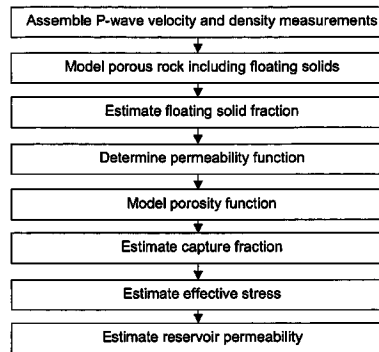 Assemble P-wave velocity and density measurements
Model porous rock including floating solids
Estimate floating solid fraction
Determine permeability function
Model porosity function
Estimate capture fraction
Estimate effective stress
Estimate reservoir permeability